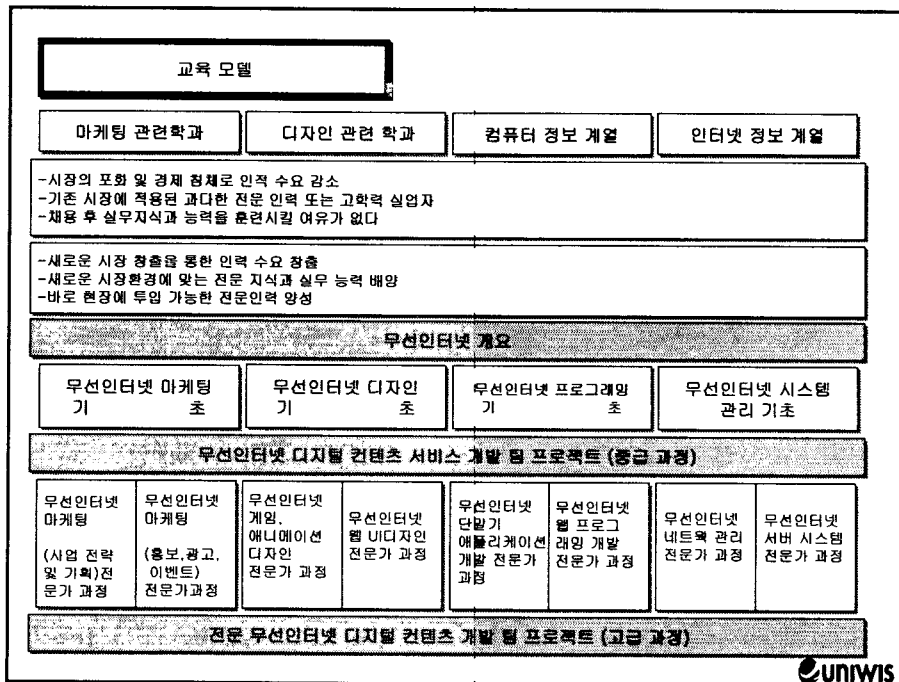 교육 모델
마케팅 관련학과
디자인 관련 학과
컴퓨터 정보 계열
인터넷 정보 계열
-시장의 포화 및 경제 침체로 인적 수요 감소
-기존 시장에 적용된 과다한 전문 인력 또는 고학력 실업자
-채용 후 실무지식과 능력을 훈련시킬 여유가 없다
-새로운 시장 창출을 통한 인력 수요 창출
-새로운 시장환경에 맞는 전문 지식과 실무 능력 배양
-바로 현장에 투입 가능한 전문인력 양성
무선인터넷 개요
무선인터넷 마케팅
기 초
무선인터넷 디자인
기 초
무선인터넷 프로그래밍
기 초
무선인터넷 시스템
관리 기초
무선인터넷 디지털 컨텐츠 서비스 개발 팀 프로젝트 (중급 과정)
무선인터넷
마케팅
(사업 전략
및 기획)전
문가 과정
무선인터넷
마케팅
(홍보,광고,
이벤트)
전문가과정
무선인터넷
게임,
애니메이션
디자인
전문가 과정
무선인터넷
웹 UI디자인
전문가 과정
무선인터넷
단말기
애플리케이션
개발 전문가
과정
무선인터넷
웹 프로그
래밍 개발
전문가 과정
무선인터넷
네트웍 관리
전문가 과정
무선인터넷
서버 시스템
전문가 과정
전문 무선인터넷 디지털 컨텐츠 개발 팀 프로젝트 (고급 과정)
uniwis